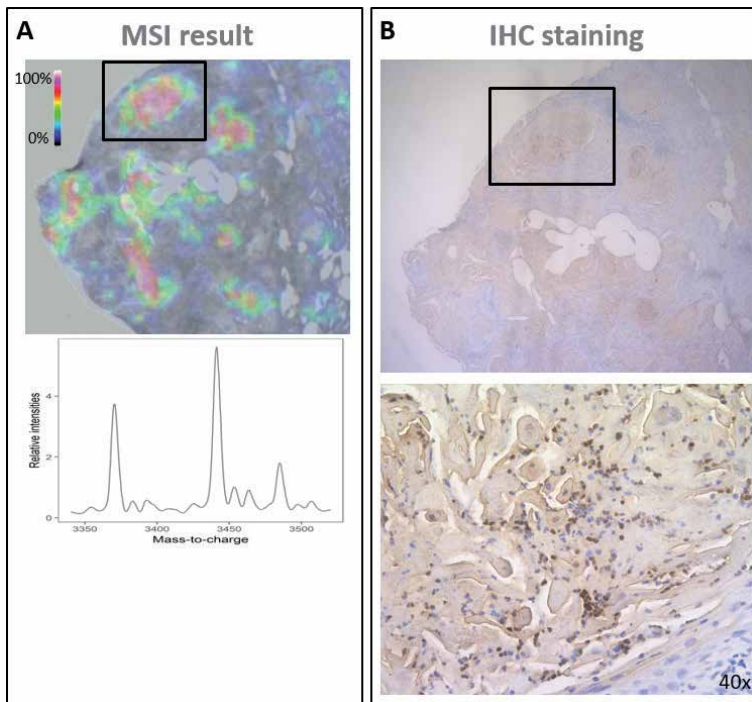 A
MSI result
100%
0%
Relative intensities
4
2
0
3350
3400
3450
3500
Mass-to-charge
B
IHC staining
40x